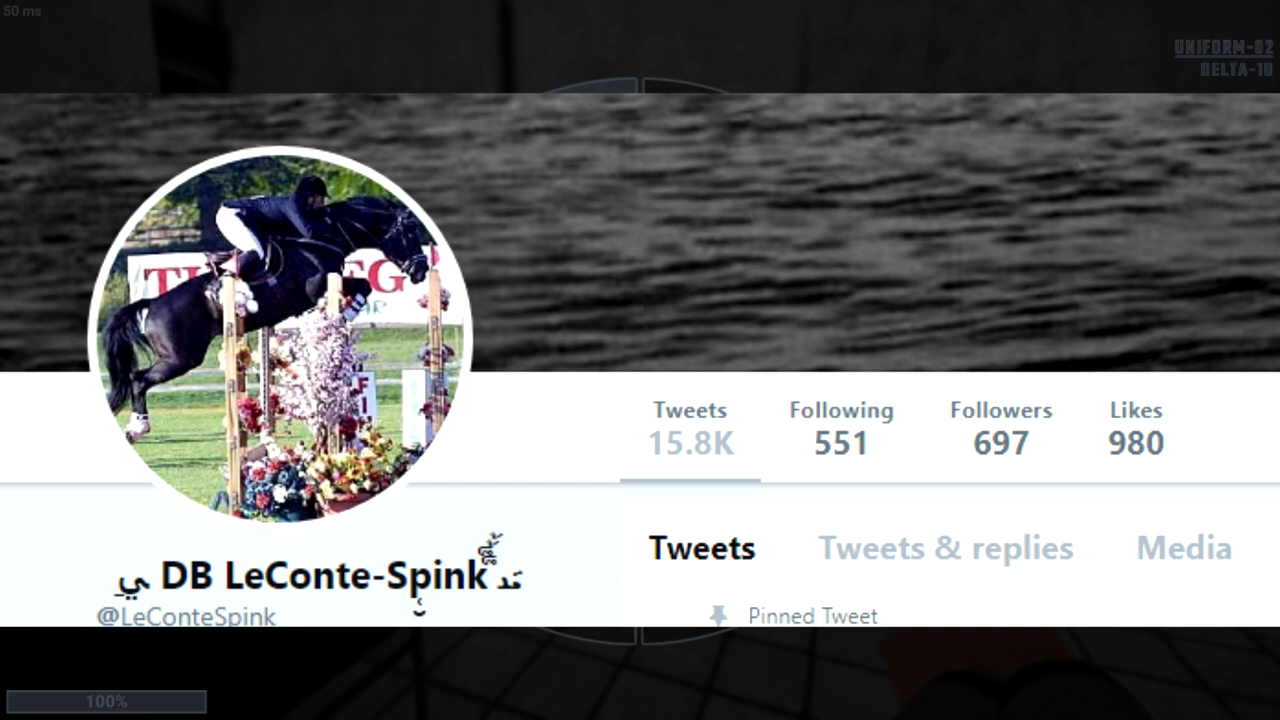 50 ms
UNIFORM-02
DELTA-10
Tweets Following Followers Likes
15.8K 551 697 980
DB LeConte-Spink
@LeConteSpink
Tweets Tweets & replies Media
Pinned Tweet
100%